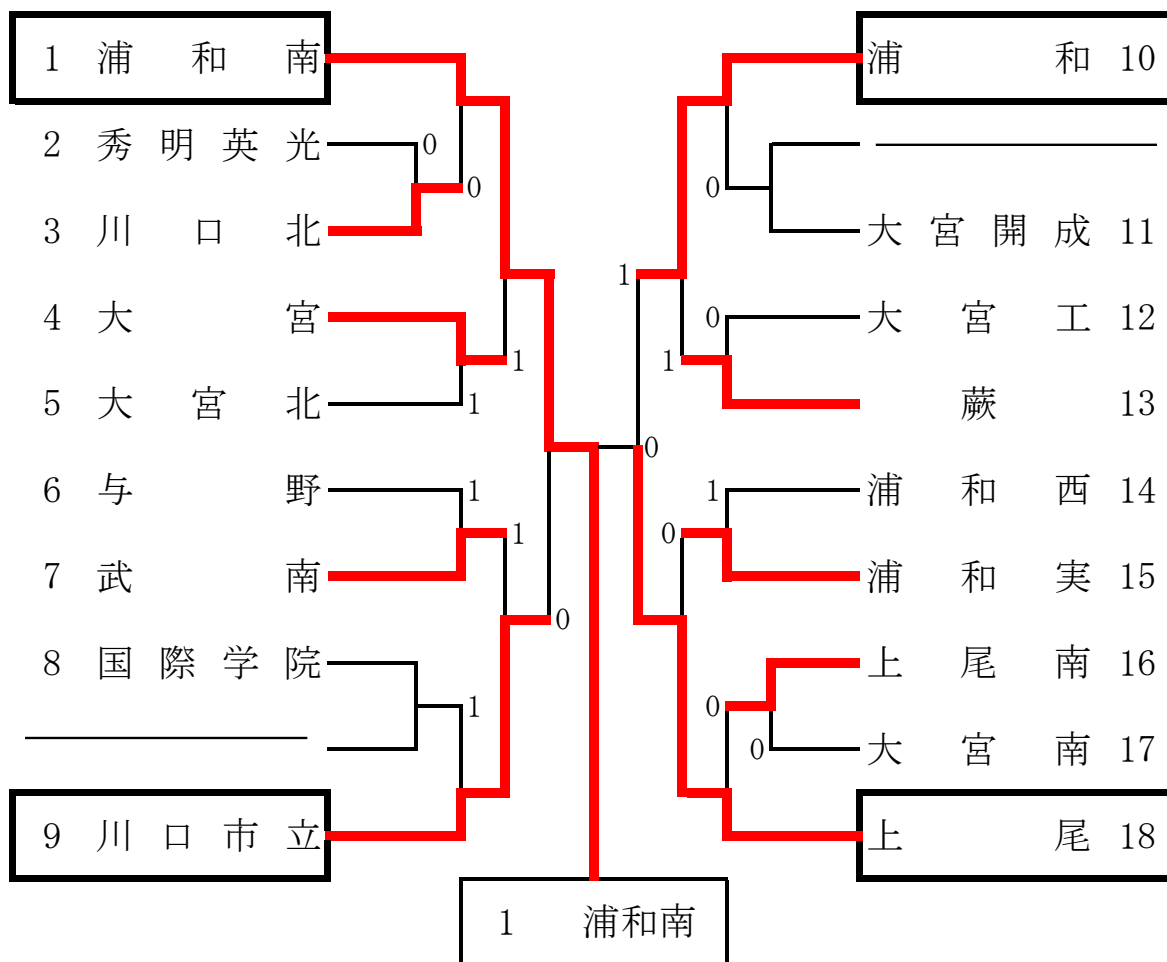 1 浦和南
浦和 10
2 秀明英光
0
0
0
3 川口北
大宮開成 11
1
4 大宮
0
大宮工 12
1
1
5 大宮北
1
蕨 13
0
6 与野
1
1
浦和西 14
1
0
7 武南
浦和実 15
0
8 国際学院
上尾南 16
1
0
0
大宮南 17
9 川口市立
上尾 18
1 浦和南